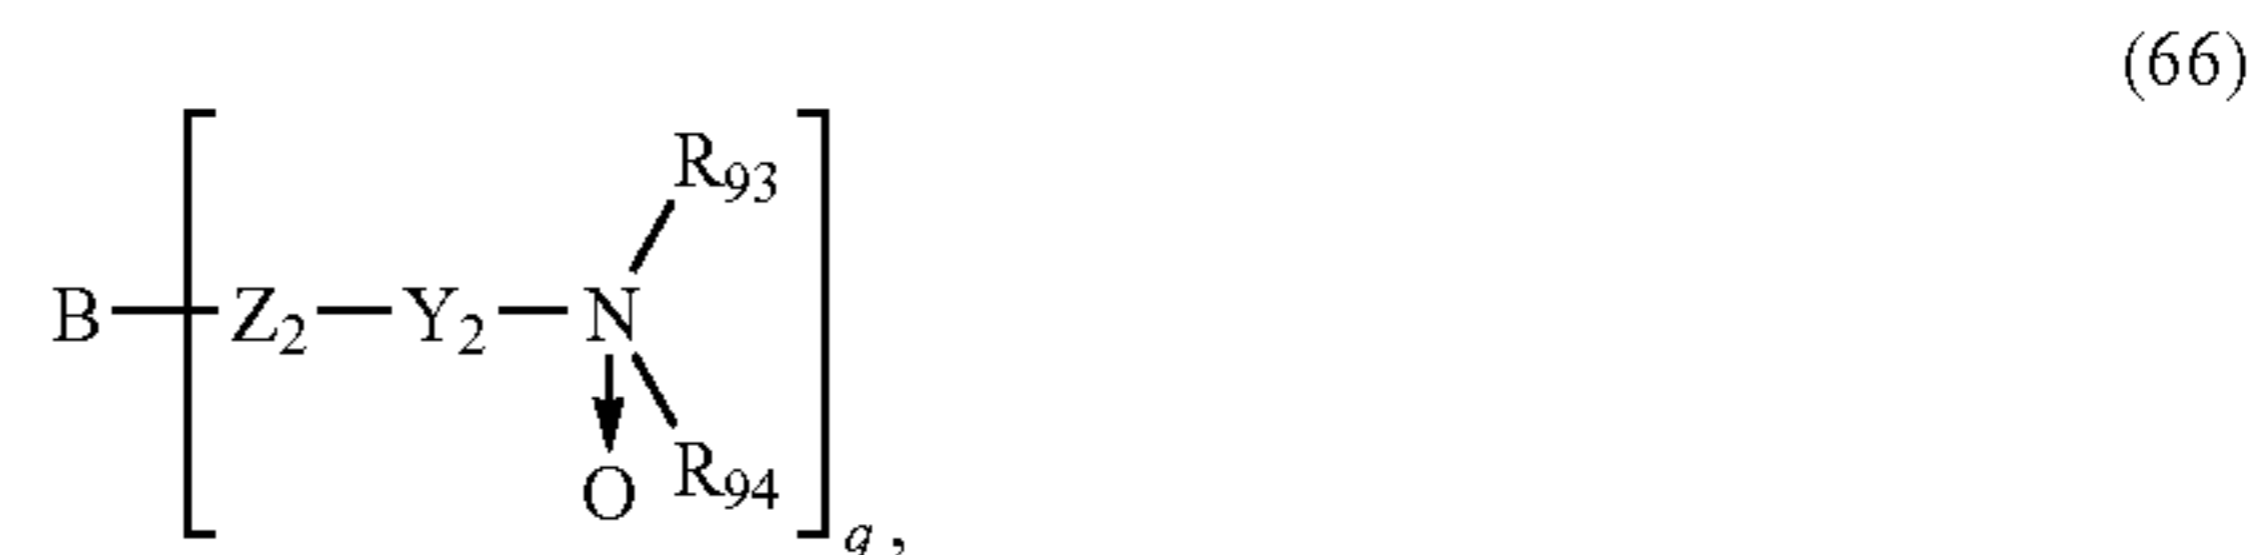 (66)
R₉₃
B—Z₂—Y₂—N
O R₉₄
q,